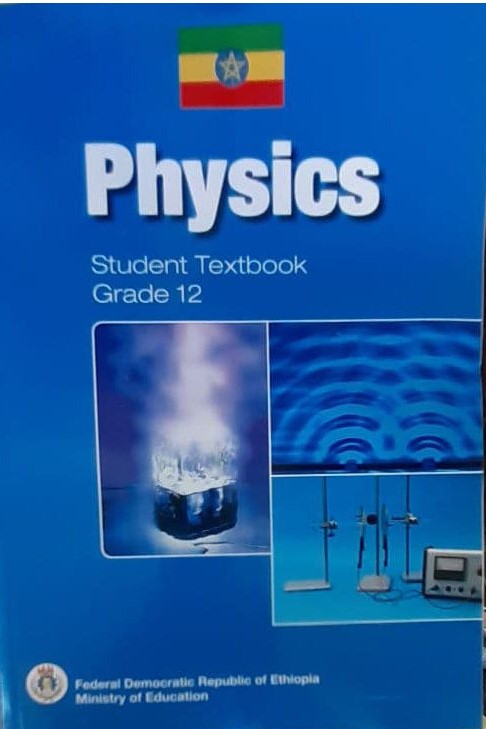 Physics
Student Textbook
Grade 12
Federal Democratic Republic of Ethiopia
Ministry of Education